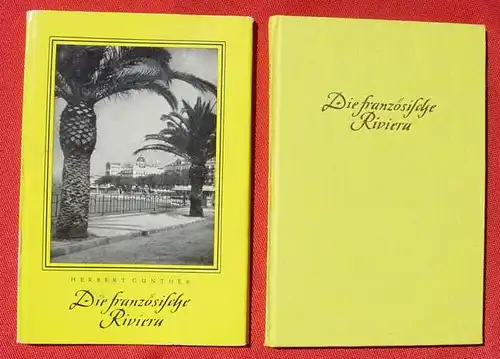 HERBERT GÜNTHER
Die französische
Riviera
Die französische
Riviera